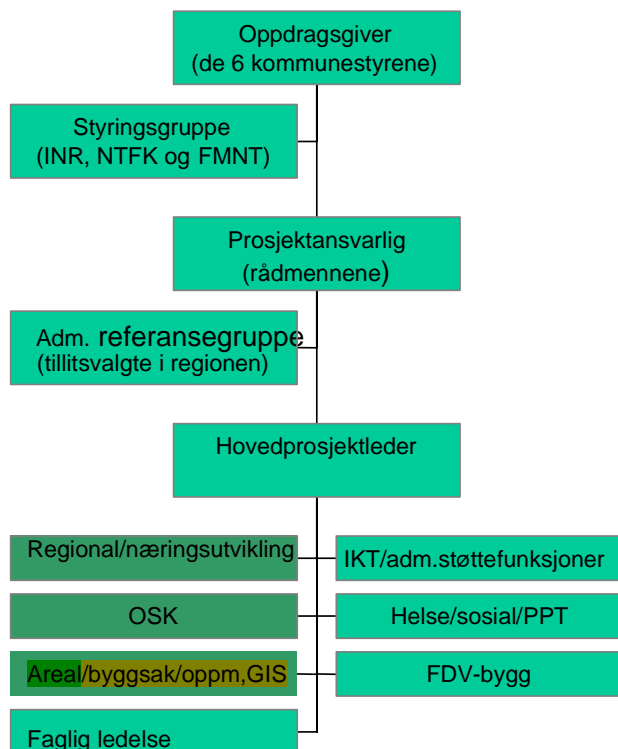 Oppdragsgiver
(de 6 kommunestyrene)
Styringsgruppe
(INR, NTFK og FMNT)
Prosjektansvarlig
(rådmennene)
Adm. referansegruppe
(tillitsvalgte i regionen)
Hovedprosjektleder
Regional/næringsutvikling
IKT/adm.støttefunksjoner
OSK
Helse/sosial/PPT
Areal/byggsak/oppm,GIS
FDV-bygg
Faglig ledelse